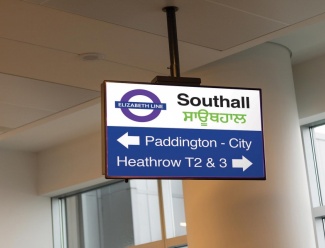 ELIZABETH LINE
Southall
ਸਾਊਥਹਾਲ
Paddington - City
Heathrow T2 & 3